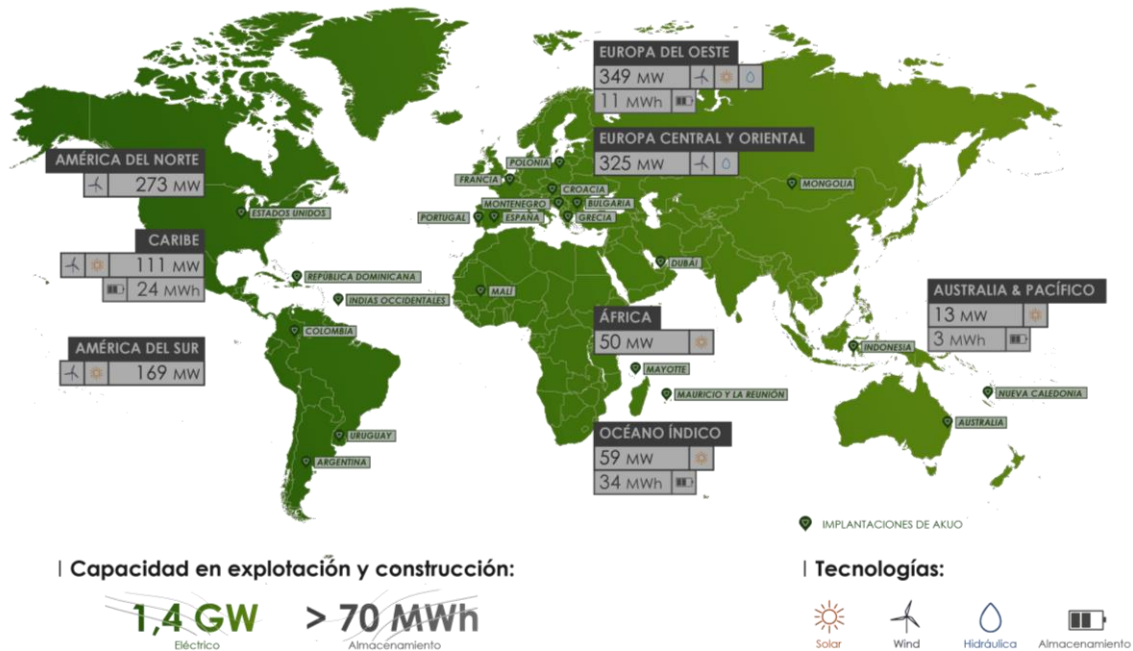 EUROPA DEL OESTE
349 MW
11 MWh
EUROPA CENTRAL Y ORIENTAL
325 MW
AMÉRICA DEL NORTE
273 MW
POLONIA
FRANCIA
CROACIA
MONGOLIA
MONTENEGRO
BULGARIA
ESTADOS UNIDOS
PORTUGAL
ESPAÑA
GRECIA
CARIBE
111 MW
24 MWh
DUBÁI
REPÚBLICA DOMINICANA
MALÍ
INDIAS OCCIDENTALES
AUSTRALIA & PACÍFICO
13 MW
3 MWh
ÁFRICA
50 MW
COLOMBIA
AMÉRICA DEL SUR
169 MW
INDONESIA
MAYOTTE
MAURICIO Y LA REUNIÓN
NUEVA CALEDONIA
AUSTRALIA
OCÉANO ÍNDICO
59 MW
34 MWh
URUGUAY
ARGENTINA
IMPLANTACIONES DE AKUO
Capacidad en explotación y construcción:
1,4 GW
Eléctrico
> 70 MWh
Almacenamiento
Tecnologías:
Solar
Wind
Hidráulica
Almacenamiento